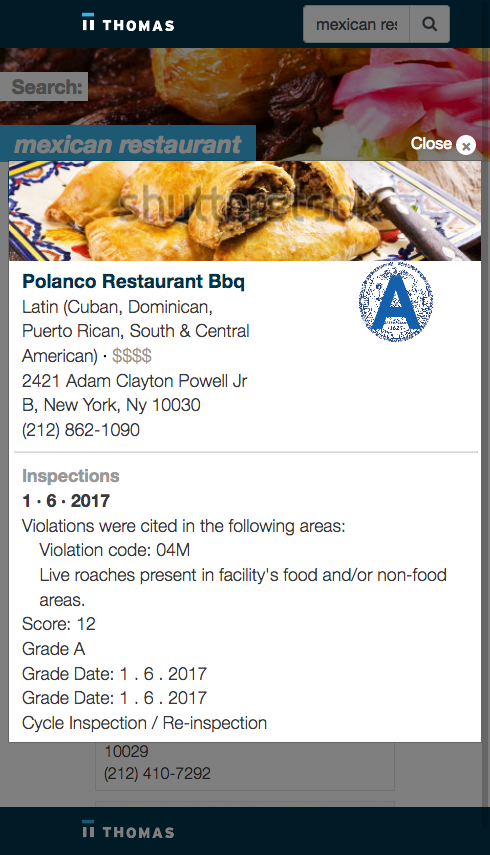 THOMAS
mexican res
Search:
mexican restaurant
Close
shutterstock
Polanco Restaurant Bbq
A
1625
Latin (Cuban, Dominican,
Puerto Rican, South & Central
American) · $$$$
2421 Adam Clayton Powell Jr
B, New York, Ny 10030
(212) 862-1090
Inspections
1 · 6 · 2017
Violations were cited in the following areas:
Violation code: 04M
Live roaches present in facility's food and/or non-food
areas.
Score: 12
Grade A
Grade Date: 1 . 6 . 2017
Grade Date: 1 . 6 . 2017
Cycle Inspection / Re-inspection
10029
(212) 410-7292
THOMAS